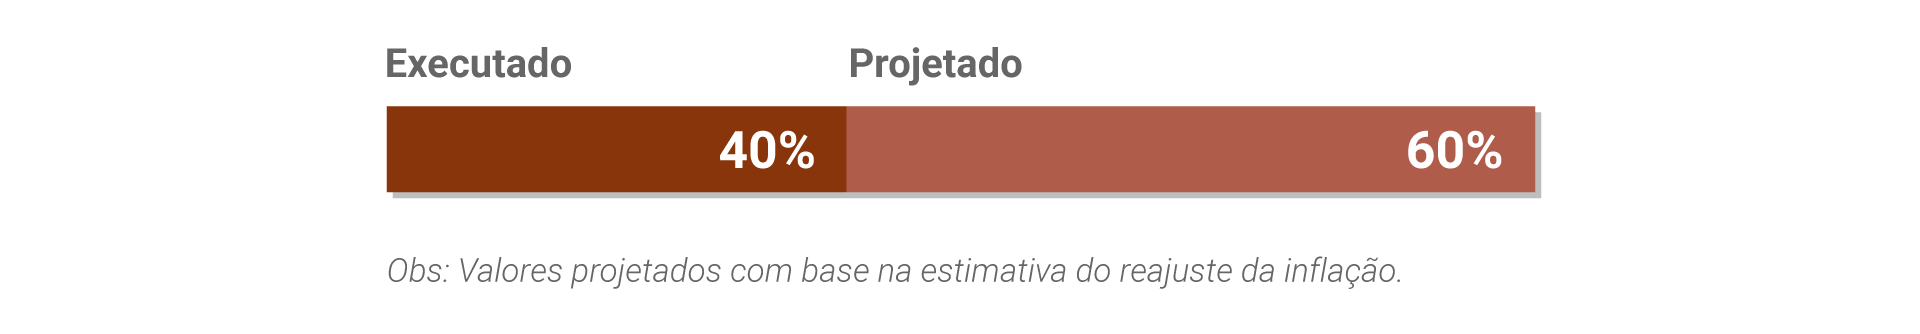 Executado Projetado
40% 60%
Obs: Valores projetados com base na estimativa do reajuste da inflação.